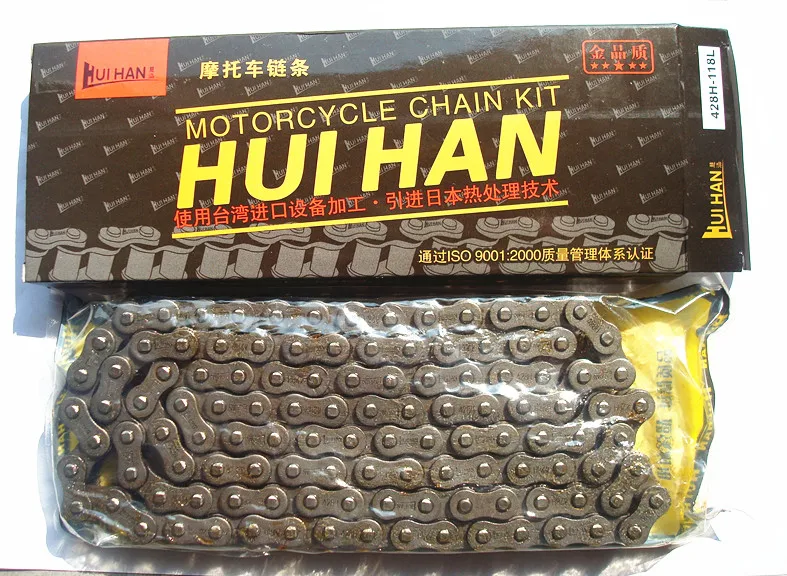 HUI HAN
摩托车链条
金品质
★★★★★
428H-118L
MOTORCYCLE CHAIN KIT
HUI HAN
使用台湾进口设备加工·引进日本热处理技术
通过ISO 9001:2000质量管理体系认证
HUI HAN